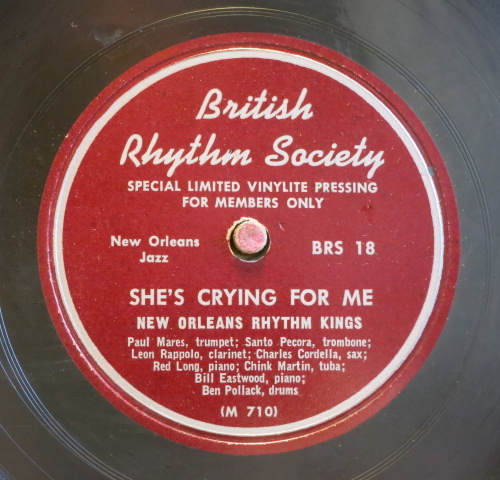 British
Rhythm Society
SPECIAL LIMITED VINYLITE PRESSING
FOR MEMBERS ONLY
New Orleans
Jazz
BRS 18
SHE'S CRYING FOR ME
NEW ORLEANS RHYTHM KINGS
Paul Mares, trumpet; Santo Pecora, trombone;
Leon Rappolo, clarinet; Charles Cordella, sax;
Red Long, piano; Chink Martin, tuba;
Bill Eastwood, piano;
Ben Pollack, drums
(M 710)